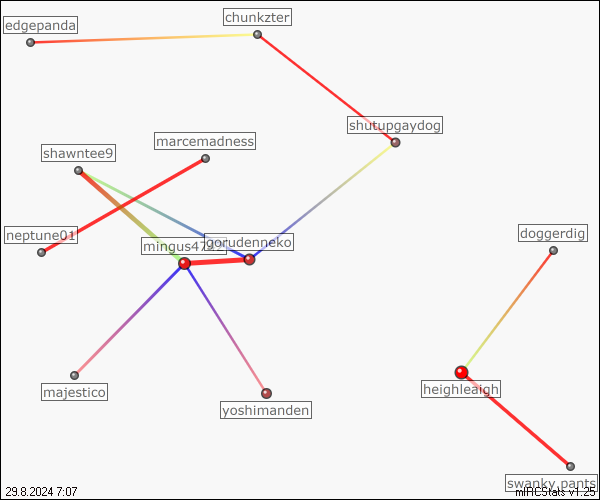 chunkzter
edgepanda
shutupgaydog
marcemadness
shawntee9
neptune01
gorudenneko
doggerdig
majestico
heighleaigh
yoshimanden
swanky.pants
29.8.2024 7:07
mIRCStats v1.25